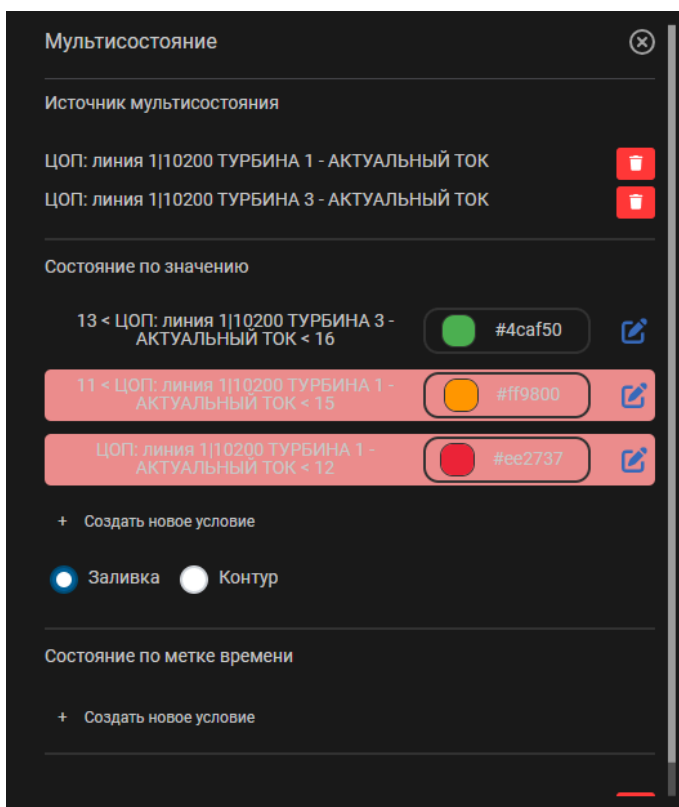 Мультисостояние
Источник мультисостояния
ЦОП: линия 1|10200 ТУРБИНА 1 - АКТУАЛЬНЫЙ ТОК
ЦОП: линия 1|10200 ТУРБИНА 3 - АКТУАЛЬНЫЙ ТОК
Состояние по значению
13 < ЦОП: линия 1|10200 ТУРБИНА 3 -
АКТУАЛЬНЫЙ ТОК < 16
#4caf50
11 < ЦОП: линия 1|10200 ТУРБИНА 1 -
АКТУАЛЬНЫЙ ТОК < 15
#ff9800
ЦОП: линия 1|10200 ТУРБИНА 1 -
АКТУАЛЬНЫЙ ТОК < 12
#ee2737
+ Создать новое условие
Заливка Контур
Состояние по метке времени
+ Создать новое условие